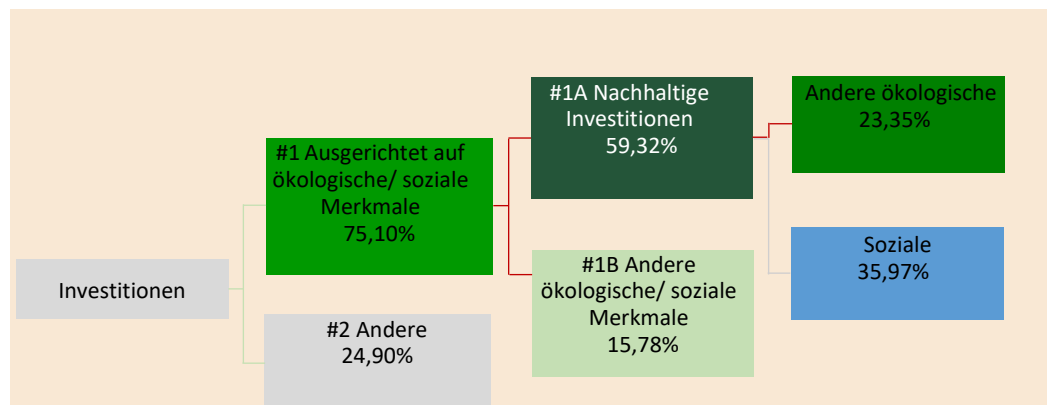 Investitionen
#1 Ausgerichtet auf
ökologische/ soziale
Merkmale
75,10%
#2 Andere
24,90%
#1A Nachhaltige
Investitionen
59,32%
#1B Andere
ökologische/ soziale
Merkmale
15,78%
Andere ökologische
23,35%
Soziale
35,97%